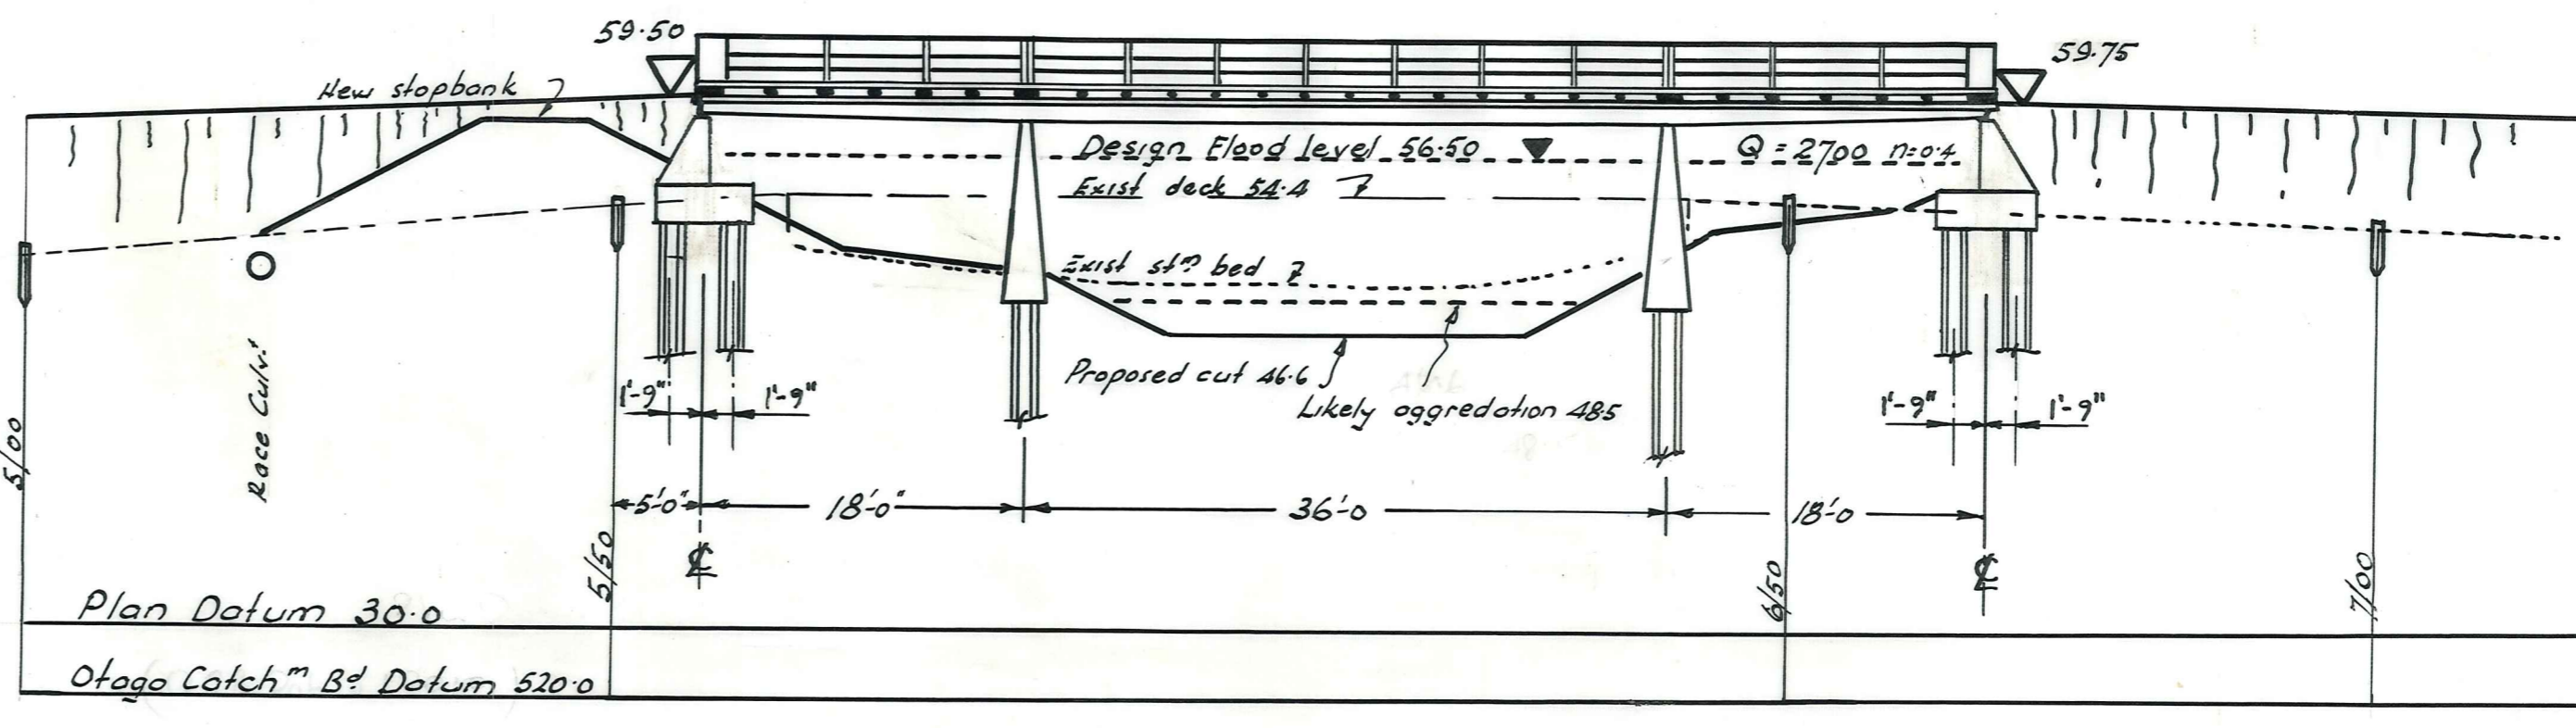 59·50
59·75
New stopbank
Design Flood level 56·50
Q = 2700 n=0·4
Exist deck 54·4
Exist stm bed
Proposed cut 46·6
Likely aggredation 48·5
Race Culvt
1'-9"
1'-9"
1'-9"
1'-9"
5'-0"
18'-0"
36'-0
18'-0
℄
℄
5/00
5/50
6/50
7/00
Plan Datum 30·0
Otago Catchm Bd Datum 520·0